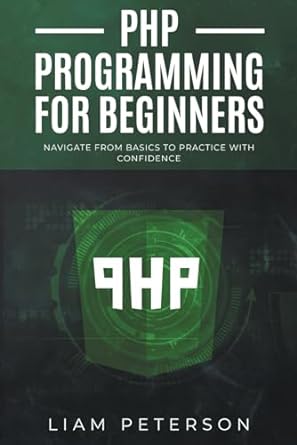 PHP
PROGRAMMING
FOR BEGINNERS
NAVIGATE FROM BASICS TO PRACTICE WITH
CONFIDENCE
PHP
LIAM PETERSON